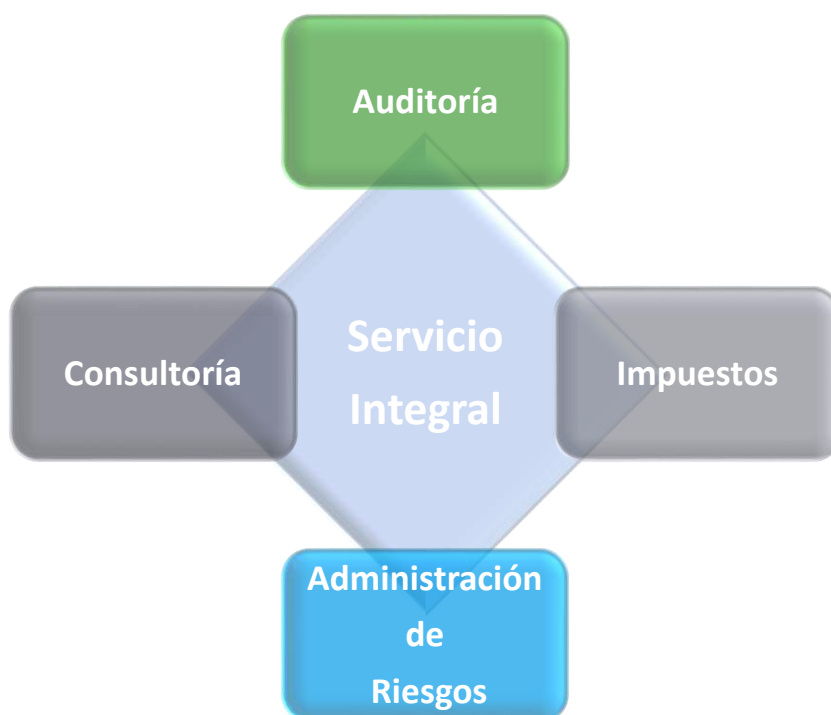 Auditoría
Consultoría
Servicio
Integral
Impuestos
Administración
de
Riesgos